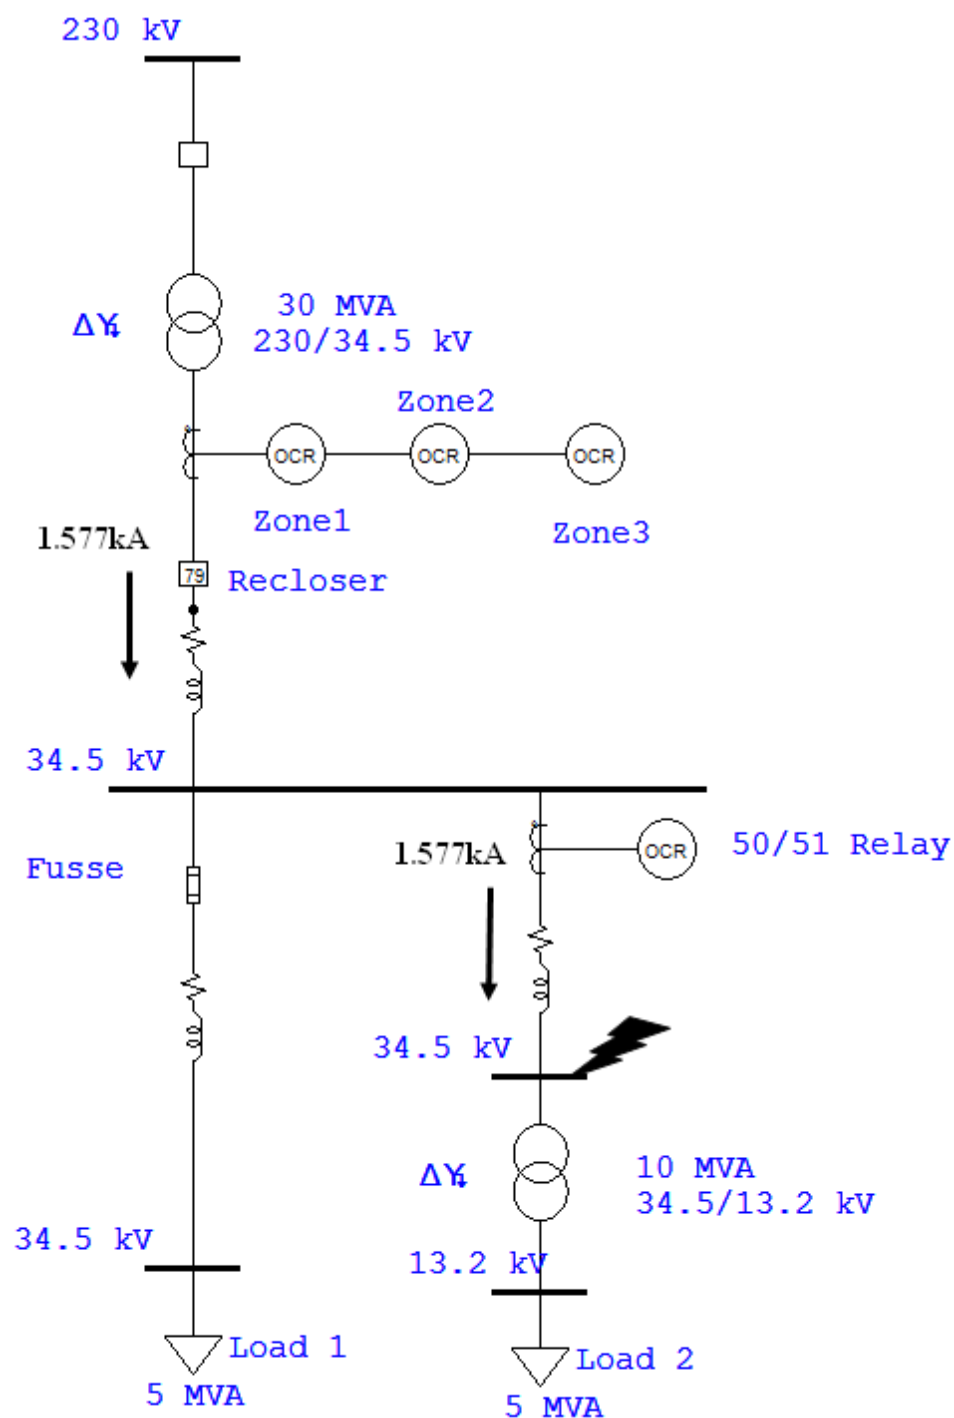 230 kV
30 MVA
ΔY
230/34.5 kV
Zone2
OCR
OCR
OCR
Zone1
Zone3
1.577kA
79
Recloser
34.5 kV
1.577kA
OCR
50/51 Relay
Fusse
34.5 kV
ΔY
10 MVA
34.5/13.2 kV
34.5 kV
13.2 kV
Load 1
5 MVA
Load 2
5 MVA